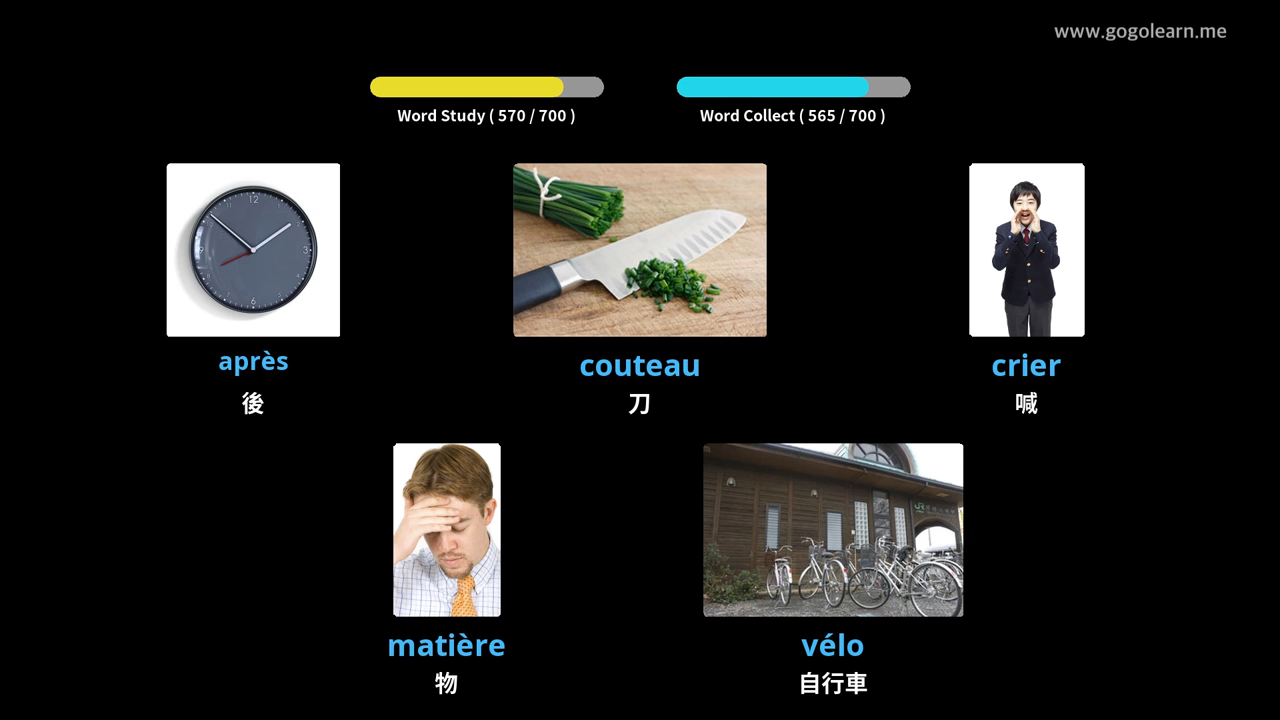 www.gogolearn.me
Word Study ( 570 / 700 )
Word Collect ( 565 / 700 )
après
後
couteau
刀
crier
喊
matière
物
vélo
自行車